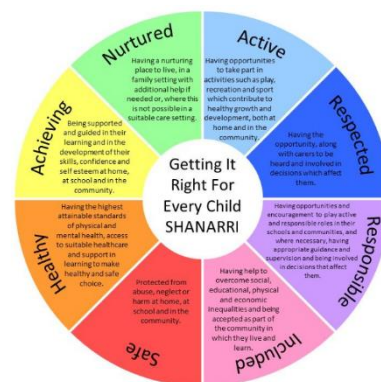 Getting It
Right For
Every Child
SHANARRI
Nurtured
Having a nurturing
place to live, in a
family setting with
additional help if
needed or, where this
is not possible in a
suitable care setting.
Active
Having opportunities
to take part in
activities such as play,
recreation and sport
which contribute to
healthy growth and
development, both at
home and in the
community.
Respected
Having the
opportunity, along
with carers to be
heard and involved in
decisions which affect
them.
Responsible
Having opportunities and
encouragement to play active
and responsible roles in their
schools and communities, and
where necessary, having
appropriate guidance and
supervision and being involved
in decisions that affect them.
Included
Having help to
overcome social,
educational, physical
and economic
Inequalities and being
accepted as part of
the community in
which they live and
learn.
Safe
Protected from
abuse, neglect or
harm at home, at
school and in the
community.
Healthy
Having the highest
attainable standards
of physical and
mental health, access
to suitable healthcare
and support in
learning to make
healthy and safe
choice.
Achieving
Being supported
and guided in their
learning and in the
development of their
skills, confidence and
self esteem at home,
at school and in the
community.